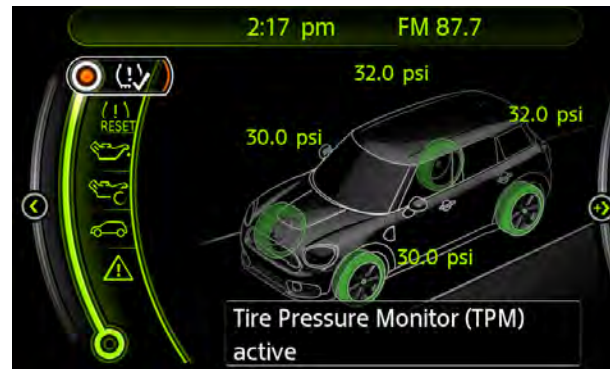 2:17 pm FM 87.7
32.0 psi
32.0 psi
30.0 psi
30.0 psi
RESET
Tire Pressure Monitor (TPM)
active